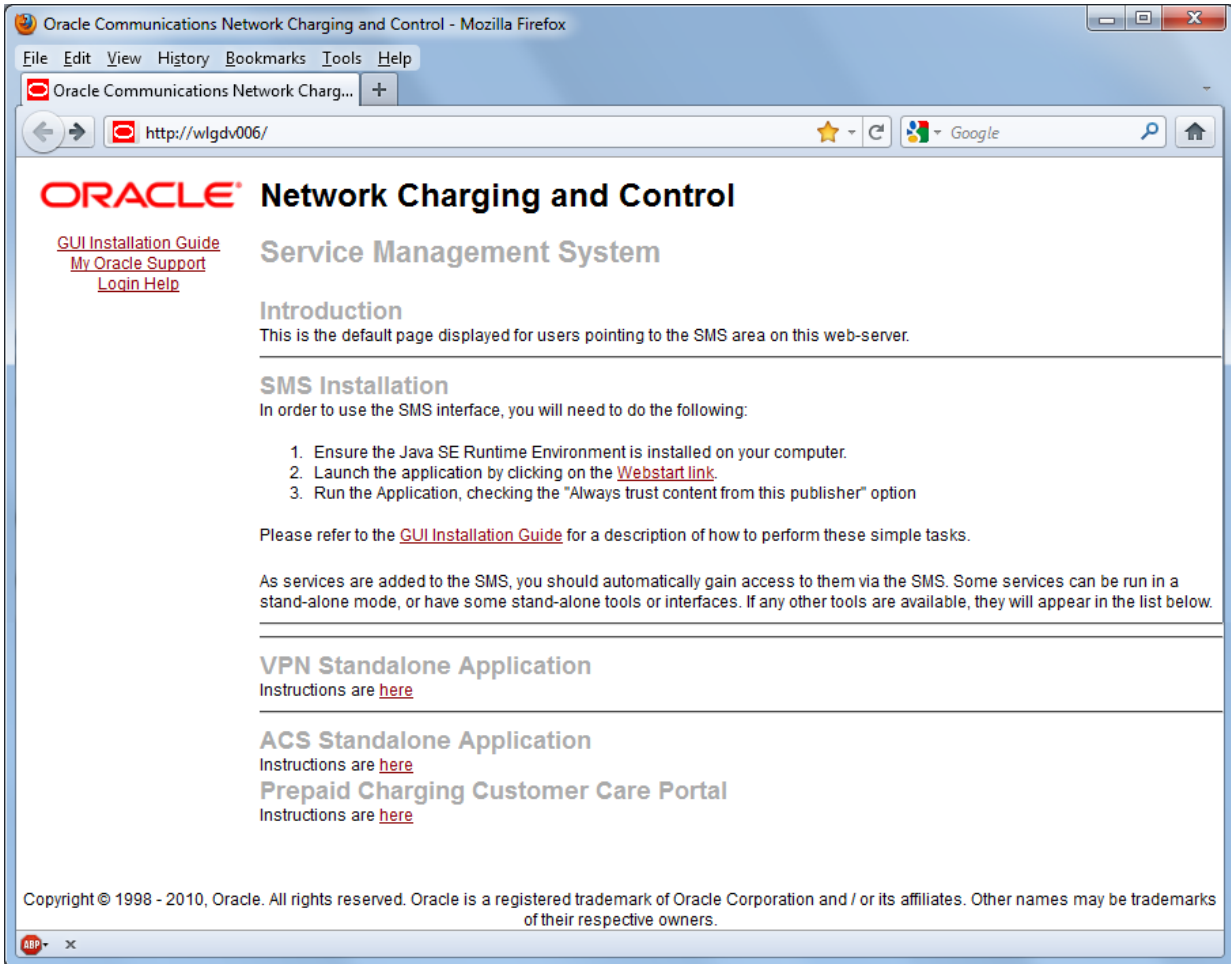 Oracle Communications Network Charging and Control - Mozilla Firefox
File Edit View History Bookmarks Tools Help
Oracle Communications Network Charg...
http://wlgdv006/
Google
ORACLE® Network Charging and Control
GUI Installation Guide
My Oracle Support
Login Help
Service Management System
Introduction
This is the default page displayed for users pointing to the SMS area on this web-server.
SMS Installation
In order to use the SMS interface, you will need to do the following:
1. Ensure the Java SE Runtime Environment is installed on your computer.
2. Launch the application by clicking on the Webstart link.
3. Run the Application, checking the "Always trust content from this publisher" option
Please refer to the GUI Installation Guide for a description of how to perform these simple tasks.
As services are added to the SMS, you should automatically gain access to them via the SMS. Some services can be run in a
stand-alone mode, or have some stand-alone tools or interfaces. If any other tools are available, they will appear in the list below.
VPN Standalone Application
Instructions are here
ACS Standalone Application
Instructions are here
Prepaid Charging Customer Care Portal
Instructions are here
Copyright © 1998 - 2010, Oracle. All rights reserved. Oracle is a registered trademark of Oracle Corporation and / or its affiliates. Other names may be trademarks
of their respective owners.
ABP